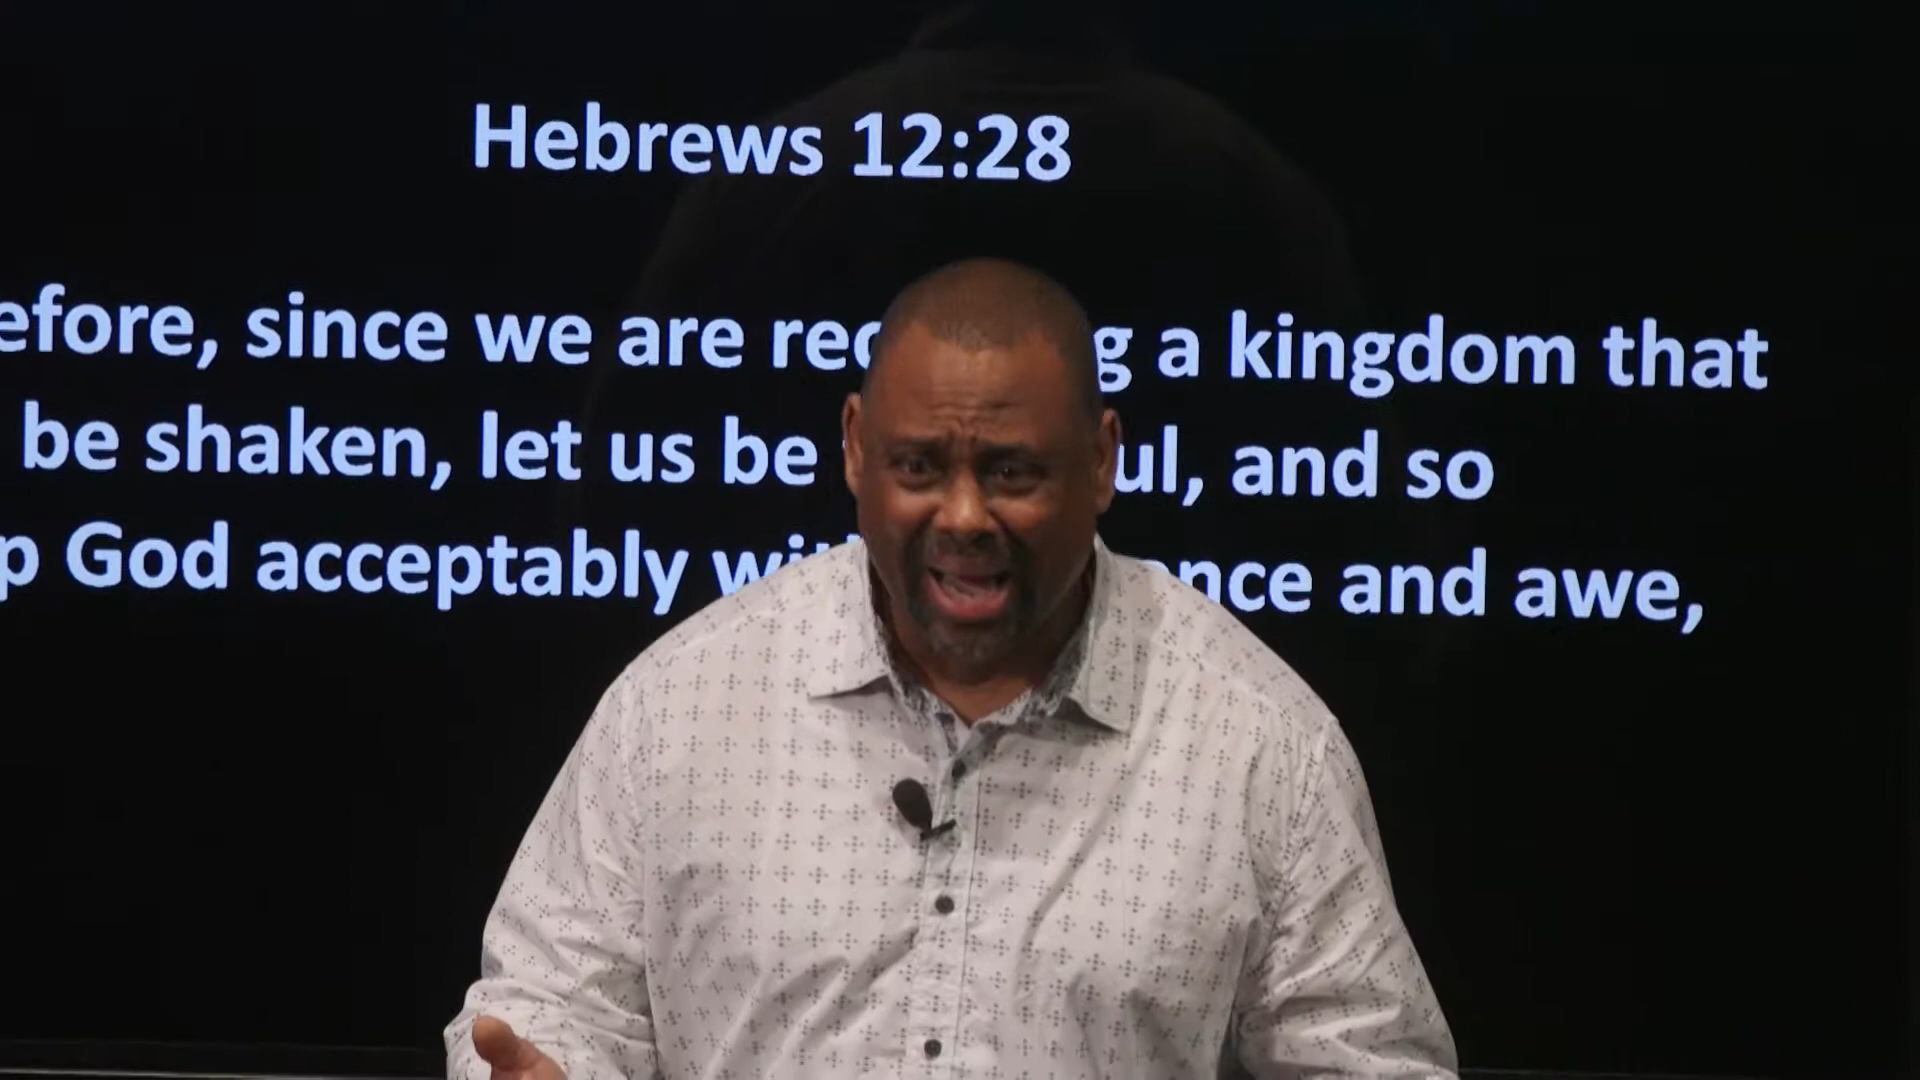 Hebrews 12:28
efore, since we are rec g a kingdom that
be shaken, let us be ul, and so
p God acceptably wi nce and awe,